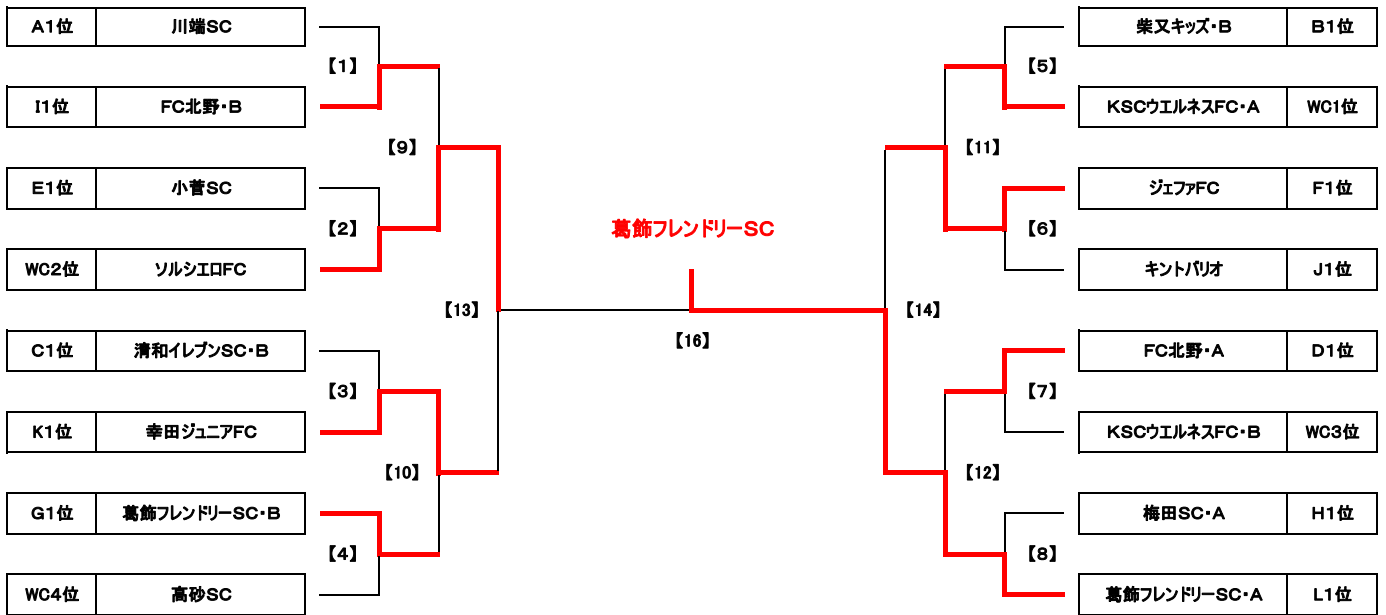 A1位 川端SC
【1】
I1位 FC北野・B
【9】
E1位 小菅SC
【2】
WC2位 ソルシエロFC
【13】
C1位 清和イレブンSC・B
【3】
K1位 幸田ジュニアFC
【10】
G1位 葛飾フレンドリーSC・B
【4】
WC4位 高砂SC
葛飾フレンドリーSC
【16】
柴又キッズ・B B1位
【5】
KSCウエルネスFC・A WC1位
【11】
ジェファFC F1位
【6】
キントバリオ J1位
【14】
FC北野・A D1位
【7】
KSCウエルネスFC・B WC3位
【12】
梅田SC・A H1位
【8】
葛飾フレンドリーSC・A L1位